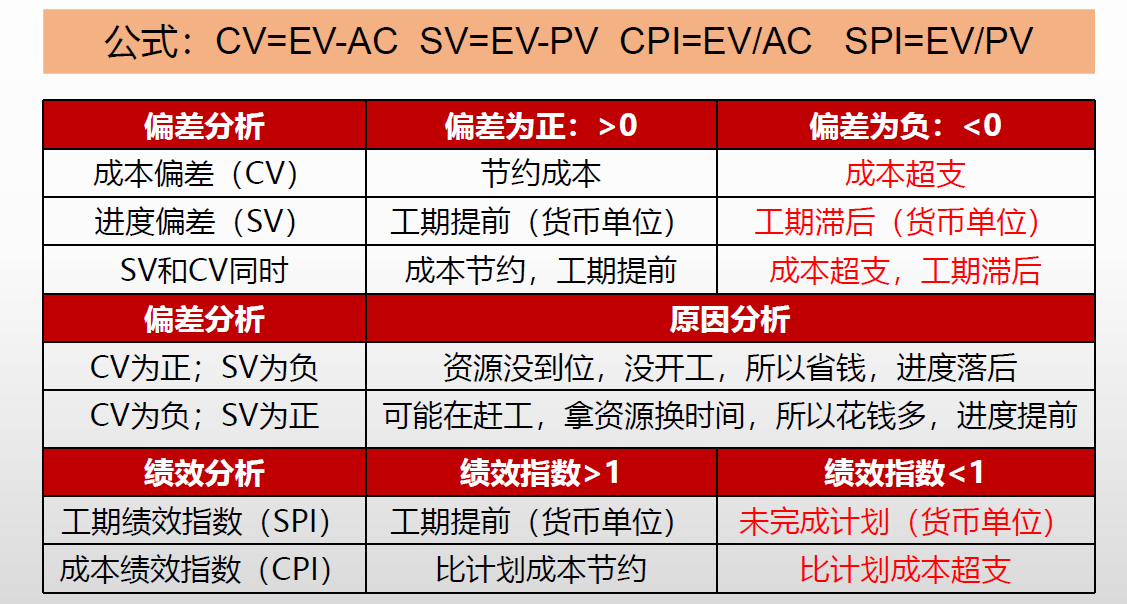 公式：CV=EV-AC SV=EV-PV CPI=EV/AC SPI=EV/PV
偏差分析 偏差为正：>0 偏差为负：<0
成本偏差（CV） 节约成本 成本超支
进度偏差（SV） 工期提前（货币单位） 工期滞后（货币单位）
SV和CV同时 成本节约，工期提前 成本超支，工期滞后
偏差分析 原因分析
CV为正；SV为负 资源没到位，没开工，所以省钱，进度落后
CV为负；SV为正 可能在赶工，拿资源换时间，所以花钱多，进度提前
绩效分析 绩效指数>1 绩效指数<1
工期绩效指数（SPI） 工期提前（货币单位） 未完成计划（货币单位）
成本绩效指数（CPI） 比计划成本节约 比计划成本超支